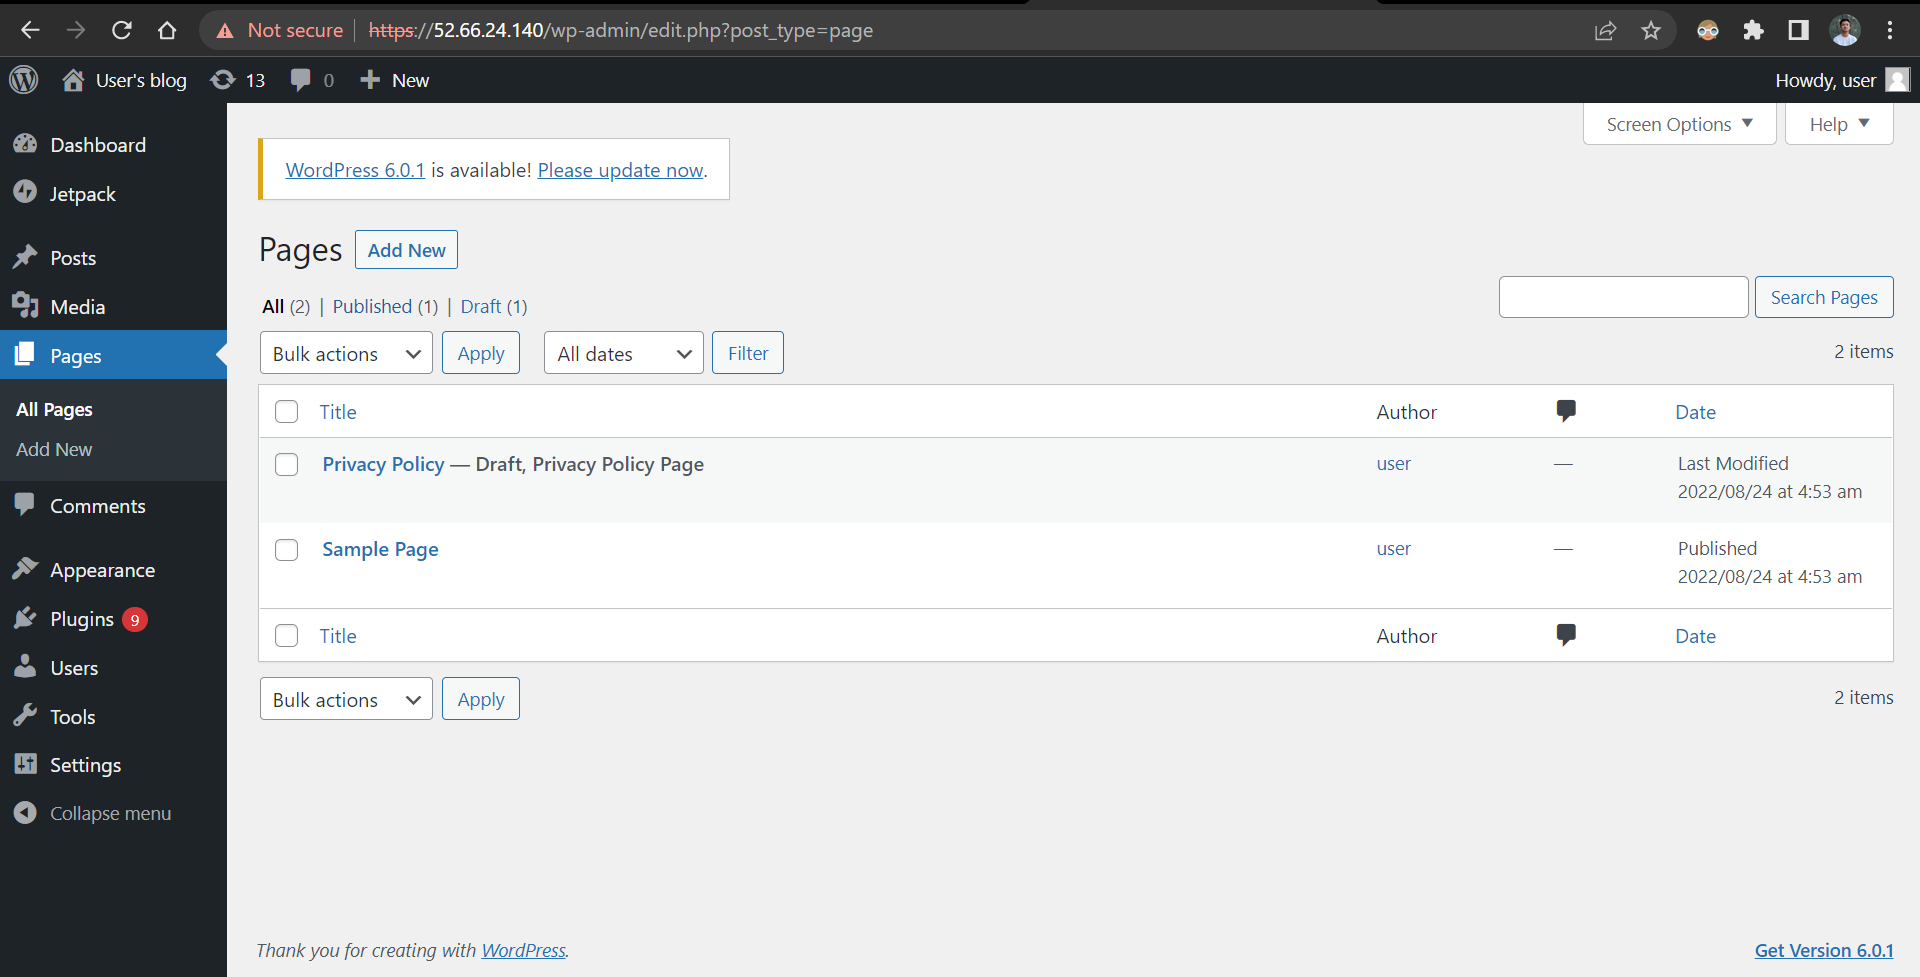 Not secure | https://52.66.24.140/wp-admin/edit.php?post_type=page
User's blog 13 0 New Howdy, user
Screen Options Help
Dashboard
Jetpack
Posts
Media
Pages
All Pages
Add New
Comments
Appearance
Plugins 9
Users
Tools
Settings
Collapse menu
WordPress 6.0.1 is available! Please update now.
Pages Add New
All (2) | Published (1) | Draft (1)
Search Pages
Bulk actions Apply All dates Filter
2 items
Title Author Date
Privacy Policy — Draft, Privacy Policy Page user — Last Modified
2022/08/24 at 4:53 am
Sample Page user — Published
2022/08/24 at 4:53 am
Title Author Date
Bulk actions Apply
2 items
Thank you for creating with WordPress.
Get Version 6.0.1